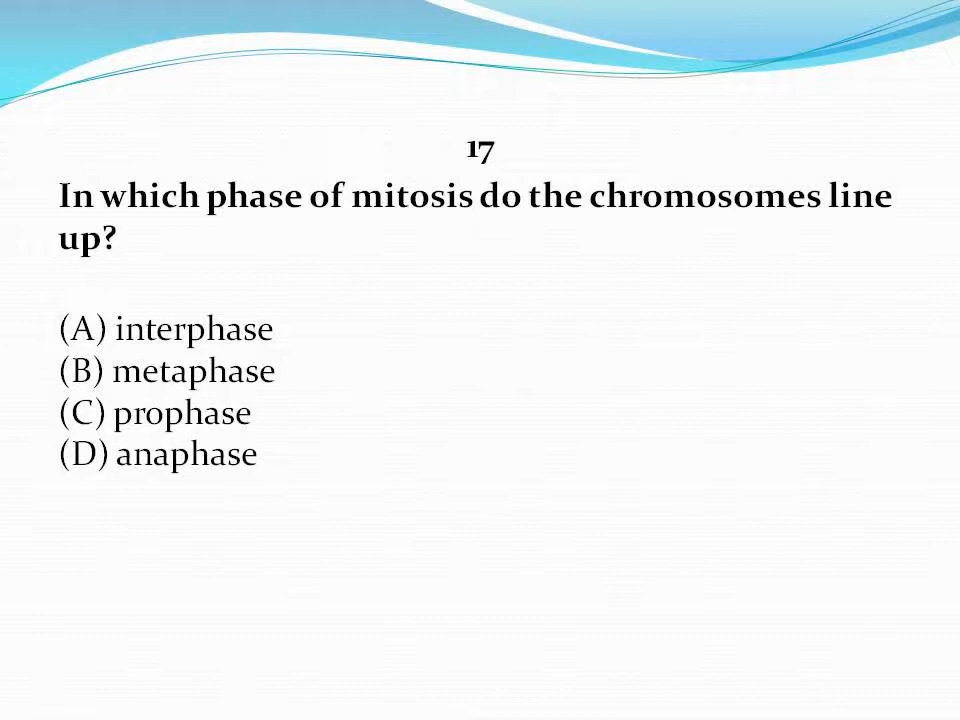 17
In which phase of mitosis do the chromosomes line
up?
(A) interphase
(B) metaphase
(C) prophase
(D) anaphase